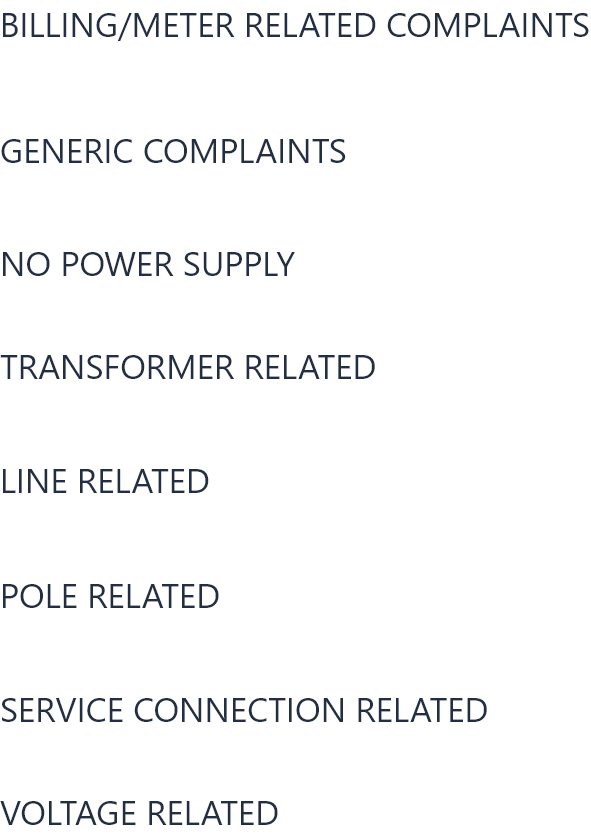 BILLING/METER RELATED COMPLAINTS
GENERIC COMPLAINTS
NO POWER SUPPLY
TRANSFORMER RELATED
LINE RELATED
POLE RELATED
SERVICE CONNECTION RELATED
VOLTAGE RELATED